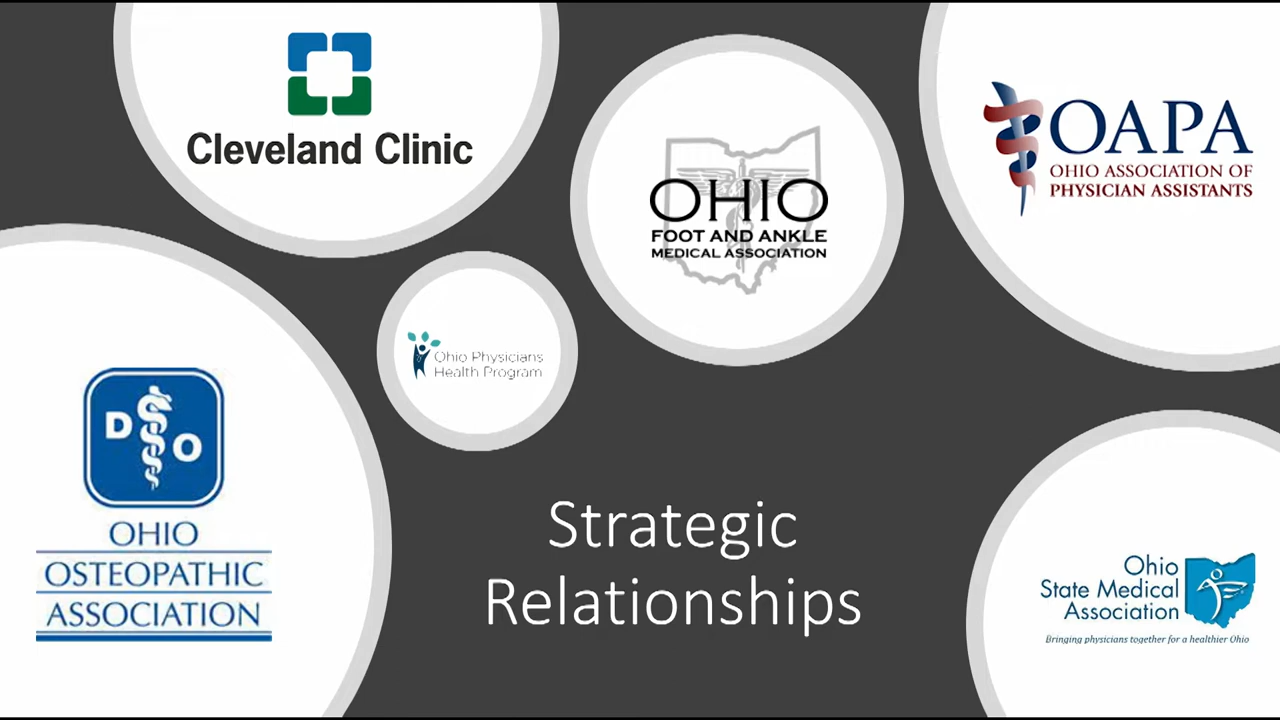 Cleveland Clinic
OHIO
FOOT AND ANKLE
MEDICAL ASSOCIATION
OAPA
OHIO ASSOCIATION OF
PHYSICIAN ASSISTANTS
Ohio Physicians
Health Program
D O
OHIO
OSTEOPATHIC
ASSOCIATION
Strategic
Relationships
Ohio
State Medical
Association
Bringing physicians together for a healthier Ohio